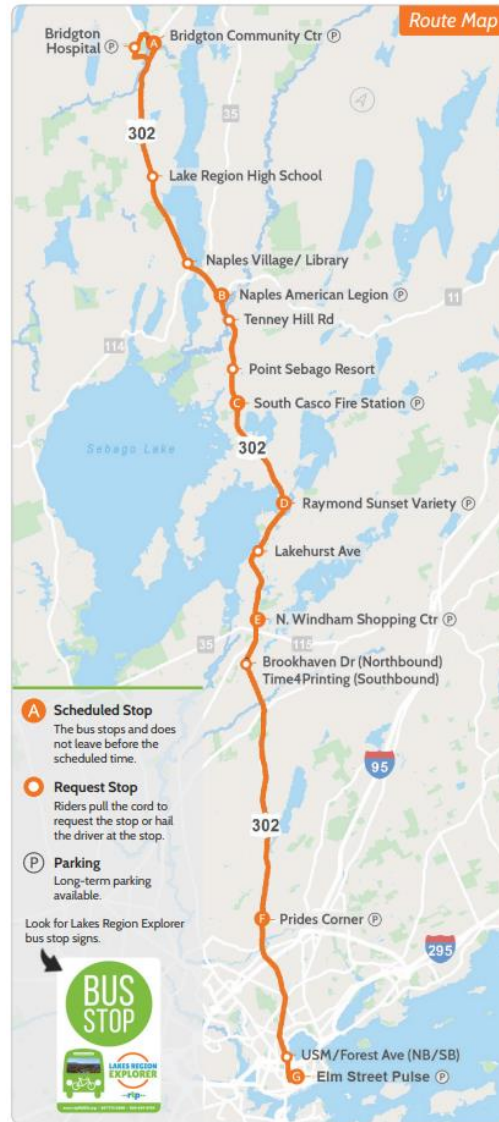 Route Map
Bridgton
Hospital P
A Bridgton Community Ctr P
35
4
302
Lake Region High School
Naples Village/ Library
B Naples American Legion P
11
Tenney Hill Rd
114
Point Sebago Resort
C South Casco Fire Station P
302
Sebago Lake
D Raymond Sunset Variety P
Lakehurst Ave
E N. Windham Shopping Ctr P
35
115
Brookhaven Dr (Northbound)
Time4Printing (Southbound)
A Scheduled Stop
The bus stops and does
not leave before the
scheduled time.
Request Stop
Riders pull the cord to
request the stop or hail
the driver at the stop.
P Parking
Long-term parking
available.
Look for Lakes Region Explorer
bus stop signs.
BUS
STOP
LAKES REGION
EXPLORER
rtp
95
302
F Prides Corner P
295
USM/Forest Ave (NB/SB)
G Elm Street Pulse P